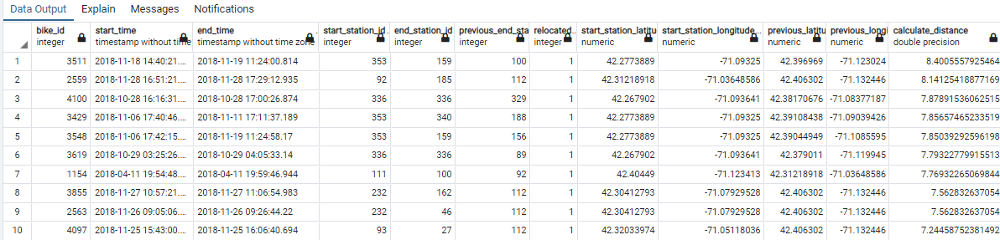 Data Output Explain Messages Notifications
bike_id start_time end_time start_station_id end_station_id previous_end_sta relocated... start_station_latitu start_station_longitude... previous_latitu previous_longi calculate_distance
integer timestamp without time timestamp without time zone integer integer integer integer numeric numeric numeric numeric double precision
1 3511 2018-11-18 14:40:21.... 2018-11-19 11:24:00.814 353 159 100 1 42.2773889 -71.09325 42.396969 -71.123024 8.4005557925464
2 2559 2018-11-28 16:51:21.... 2018-11-28 17:29:12.935 92 185 112 1 42.31218918 -71.03648586 42.406302 -71.132446 8.14125418877169
3 4100 2018-10-28 16:16:31.... 2018-10-28 17:00:26.874 336 336 329 1 42.267902 -71.093641 42.38170676 -71.08377187 7.87891536062515
4 3429 2018-11-06 17:40:46.... 2018-11-11 17:11:37.189 353 340 188 1 42.2773889 -71.09325 42.39108438 -71.09039426 7.85657465233519
5 3548 2018-11-06 17:42:15.... 2018-11-19 11:24:58.17 353 159 156 1 42.2773889 -71.09325 42.39044949 -71.1085595 7.85039292596198
6 3619 2018-10-29 03:25:26.... 2018-10-29 04:05:33.14 336 336 89 1 42.267902 -71.093641 42.379011 -71.119945 7.79322779915513
7 1154 2018-04-11 19:54:48.... 2018-04-11 19:59:46.944 111 100 92 1 42.40449 -71.123413 42.31218918 -71.03648586 7.76932265069844
8 3855 2018-11-27 10:57:21.... 2018-11-27 11:06:54.983 232 162 112 1 42.30412793 -71.07929528 42.406302 -71.132446 7.562832637054
9 2563 2018-11-26 09:05:06.... 2018-11-26 09:26:44.22 232 46 112 1 42.30412793 -71.07929528 42.406302 -71.132446 7.562832637054
10 4097 2018-11-25 15:43:00.... 2018-11-25 16:06:40.694 93 27 112 1 42.32033974 -71.05118036 42.406302 -71.132446 7.24458752381492